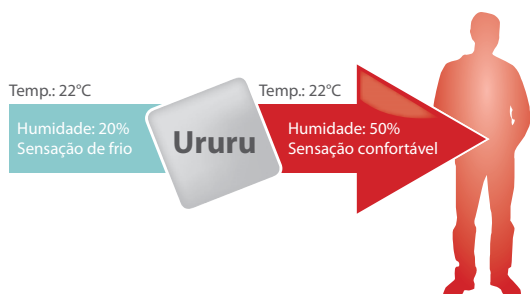 Temp.: 22°C
Humidade: 20%
Sensação de frio
Ururu
Temp.: 22°C
Humidade: 50%
Sensação confortável